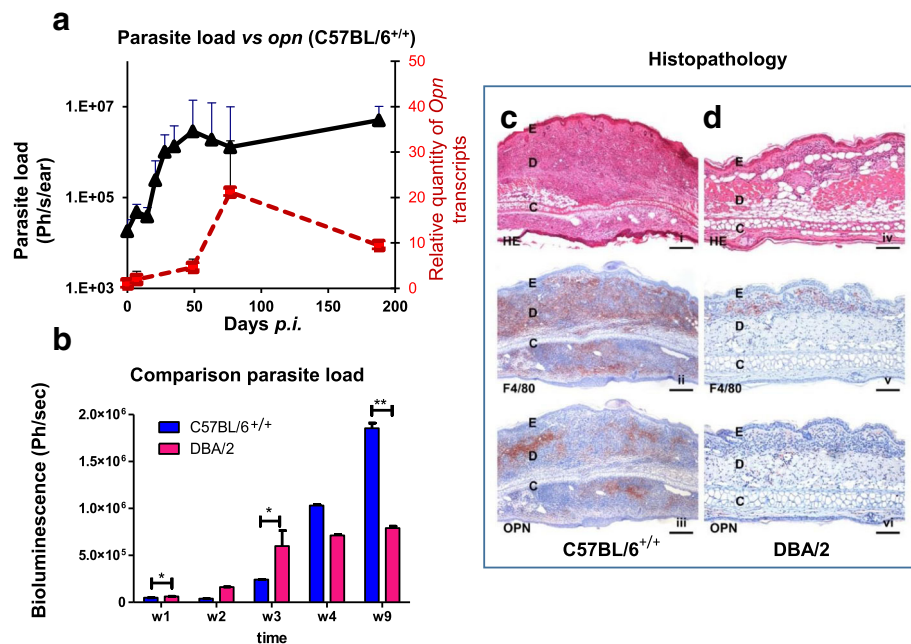 a
Parasite load vs opn (C57BL/6+/+)
1.E+07
1.E+05
1.E+03
Parasite load
(Ph/s/ear)
50
40
30
20
10
0
Relative quantity of Opn
transcripts
0 50 100 150 200
Days p.i.
b
Comparison parasite load
2.0×10⁶
1.5×10⁶
1.0×10⁶
5.0×10⁵
0
Bioluminescence (Ph/sec)
C57BL/6+/+
DBA/2
*
*
**
w1 w2 w3 w4 w9
time
Histopathology
c
E
D
C
HE
i
E
D
C
F4/80
ii
E
D
C
OPN
iii
C57BL/6+/+
d
E
D
C
HE
iv
E
D
C
F4/80
v
E
D
C
OPN
vi
DBA/2